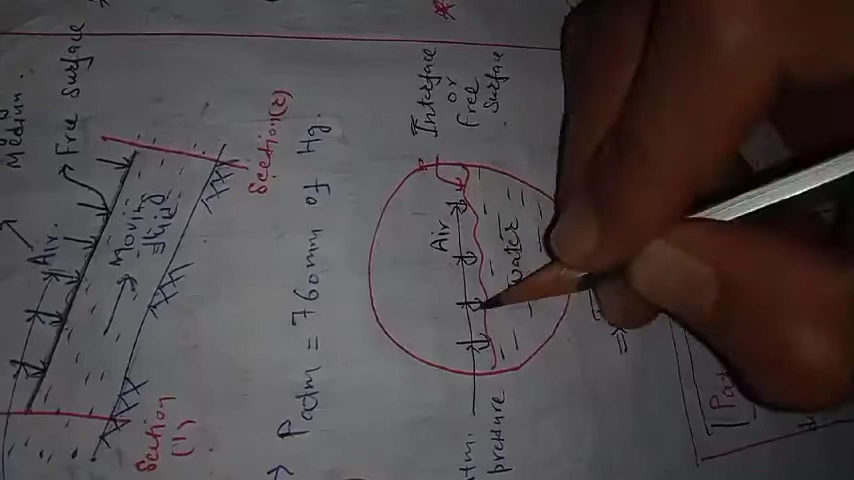 Medium.
Free surface
Air
Moving
fluid
Section
(1)
Section(2)
Patm = 760mm of Hg.
Interface
or
free
surface
Air
water
pressure